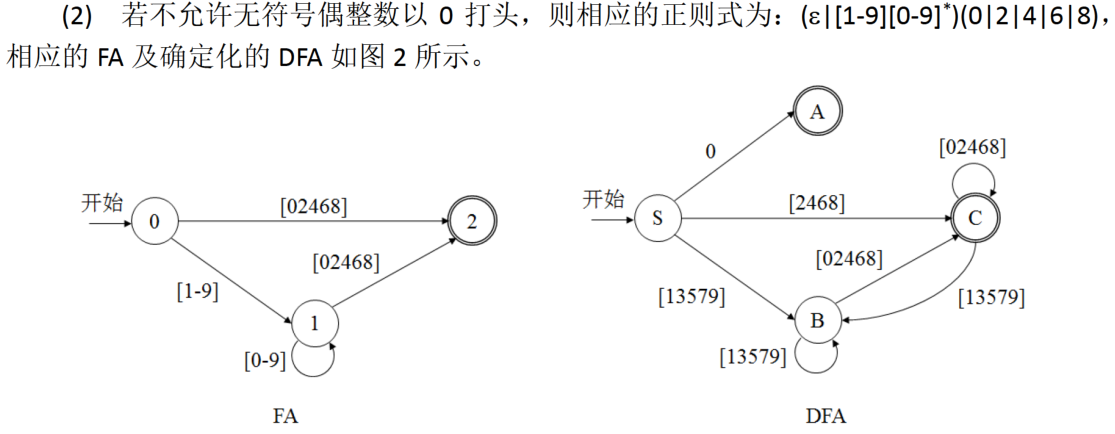 (2) 若不允许无符号偶整数以 0 打头，则相应的正则式为：(ε|[1-9][0-9]*)(0|2|4|6|8)，
相应的 FA 及确定化的 DFA 如图 2 所示。
开始
0
[02468]
2
[1-9]
[02468]
1
[0-9]
FA
开始
S
0
A
[2468]
[02468]
C
[13579]
[02468]
B
[13579]
[13579]
DFA